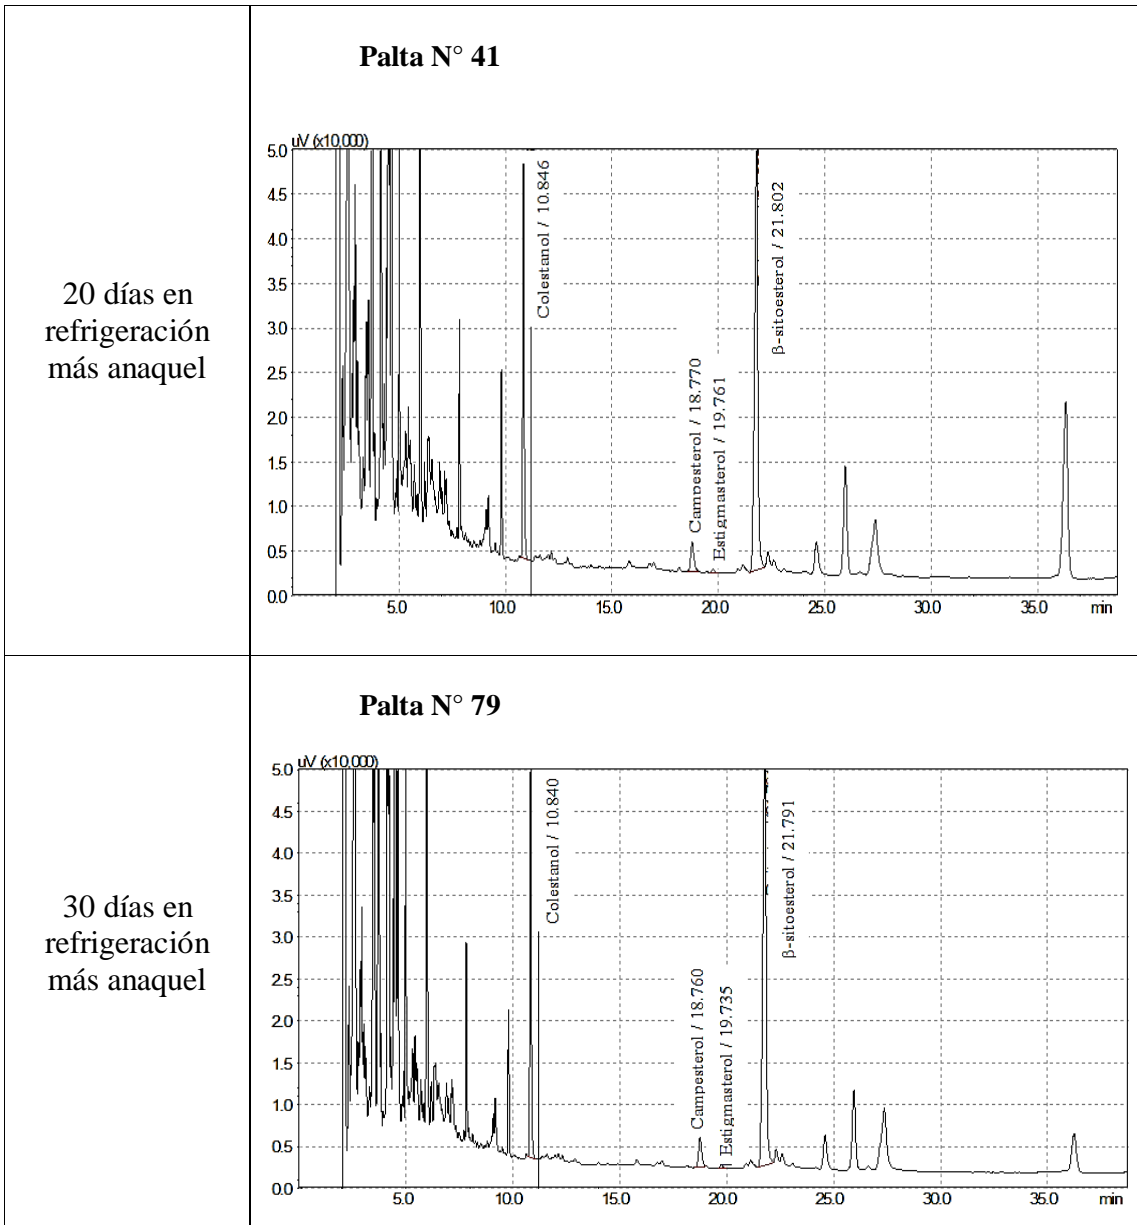 Palta N° 41
20 días en
refrigeración
más anaquel
uV (x10.000)
5.0
4.5
4.0
3.5
3.0
2.5
2.0
1.5
1.0
0.5
0.0
Colestanol / 10.846
Campesterol / 18.770
Estigmasterol / 19.761
β-sitoesterol / 21.802
5.0 10.0 15.0 20.0 25.0 30.0 35.0 min
Palta N° 79
30 días en
refrigeración
más anaquel
uV (x10.000)
5.0
4.5
4.0
3.5
3.0
2.5
2.0
1.5
1.0
0.5
0.0
Colestanol / 10.840
Campesterol / 18.760
Estigmasterol / 19.735
β-sitoesterol / 21.791
5.0 10.0 15.0 20.0 25.0 30.0 35.0 min